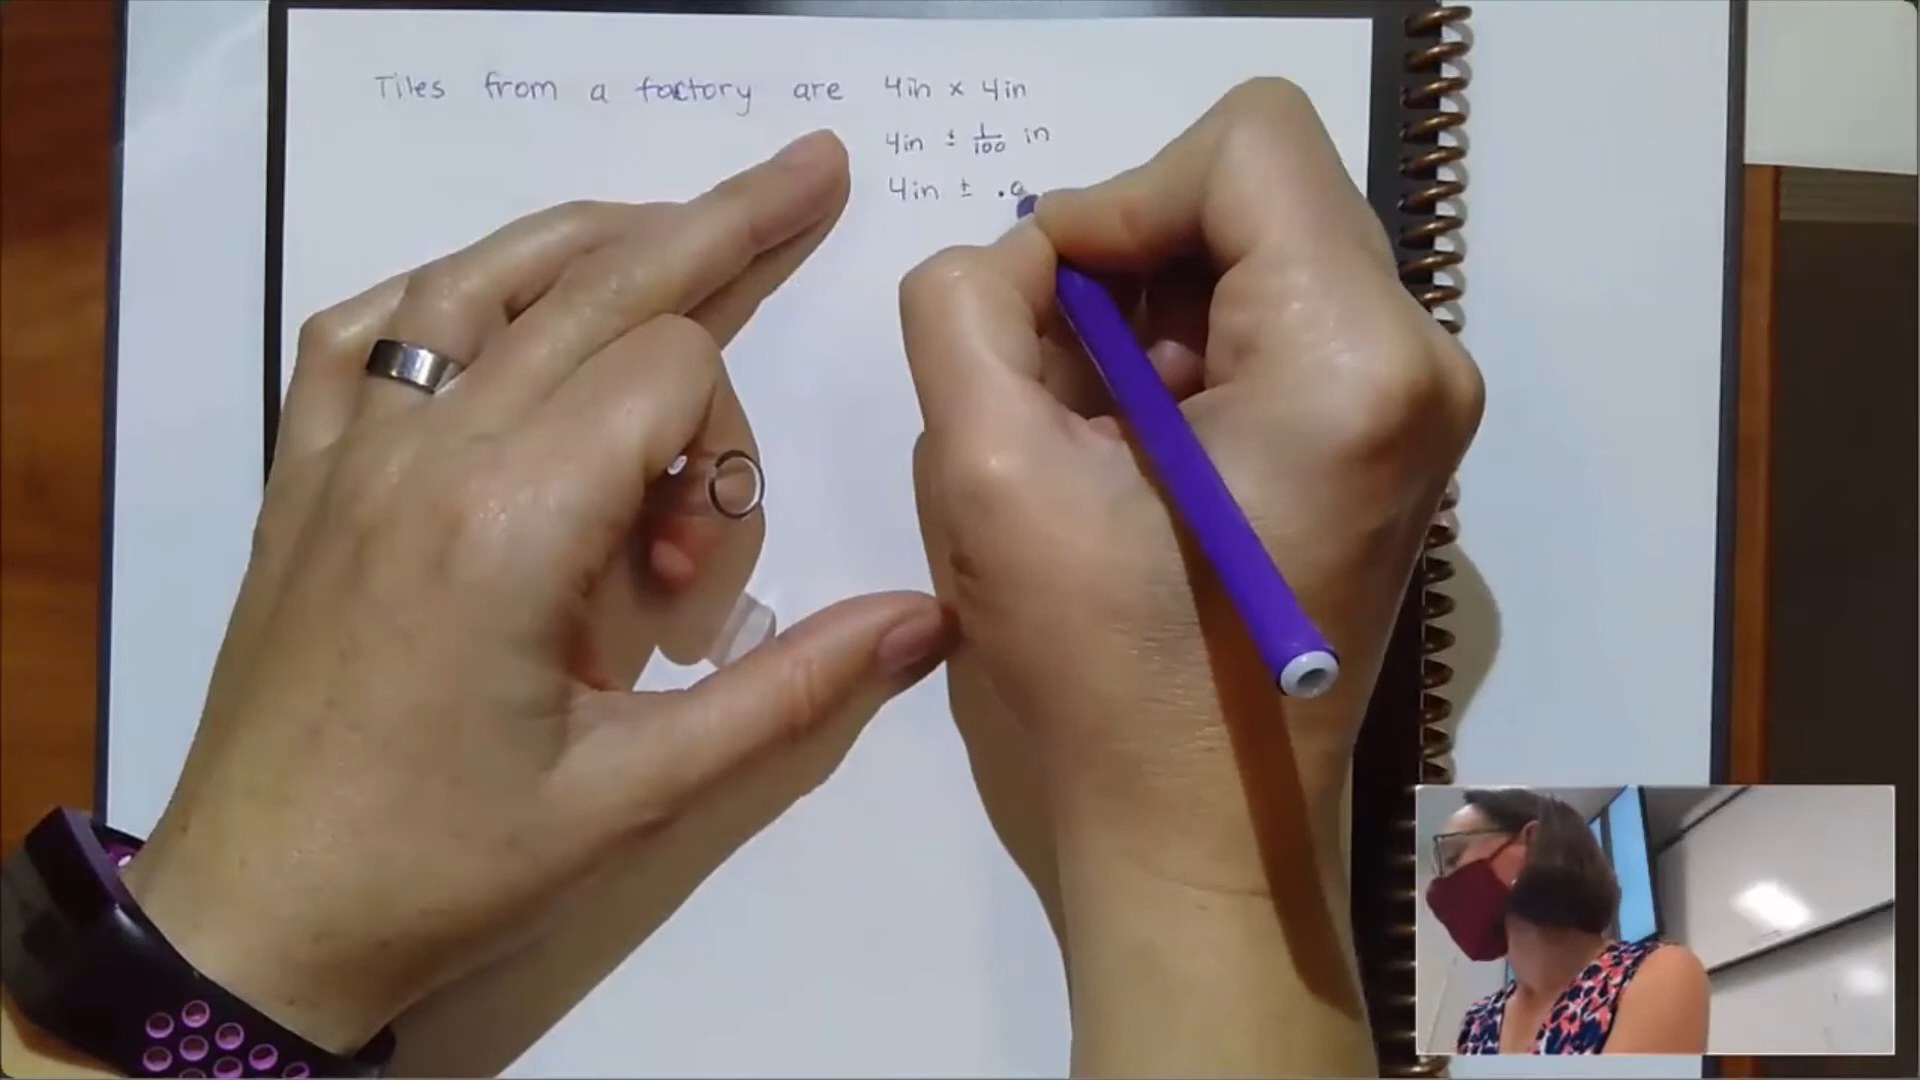 Tiles from a factory are 4in x 4in
4in ± 1/100 in
4in ± .0